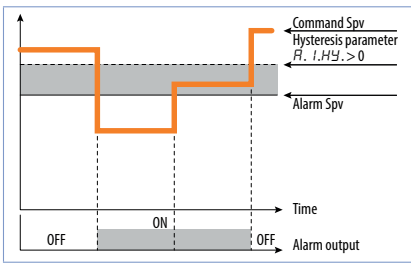 Command Spv
Hysteresis parameter
A. 1.HY. > 0
Alarm Spv
Time
ON
OFF
OFF
Alarm output